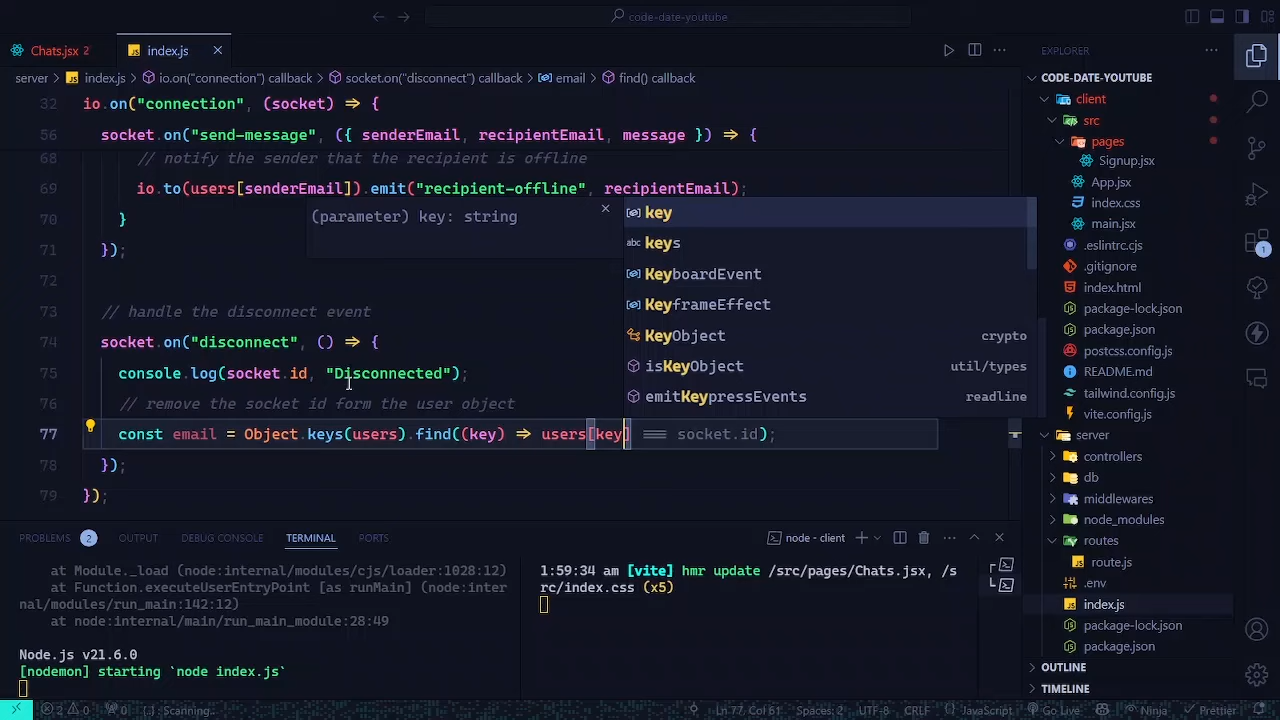 code-date-youtube
Chats.jsx 2
index.js
EXPLORER
server > index.js > io.on("connection") callback > socket.on("disconnect") callback > email > find() callback
32 io.on("connection", (socket) => {
56 socket.on("send-message", ({ senderEmail, recipientEmail, message }) => {
68 // notify the sender that the recipient is offline
69 io.to(users[senderEmail]).emit("recipient-offline", recipientEmail);
70 }
71 });
72
73 // handle the disconnect event
74 socket.on("disconnect", () => {
75 console.log(socket.id, "Disconnected");
76 // remove the socket id form the user object
77 const email = Object.keys(users).find((key) => users[key] === socket.id);
78 });
79 });
(parameter) key: string
key
keys
KeyboardEvent
KeyframeEffect
KeyObject crypto
isKeyObject util/types
emitKeypressEvents readline
CODE-DATE-YOUTUBE
client
src
pages
Signup.jsx
App.jsx
index.css
main.jsx
.eslintrc.cjs
.gitignore
index.html
package-lock.json
package.json
postcss.config.js
README.md
tailwind.config.js
vite.config.js
server
controllers
db
middlewares
node_modules
routes
route.js
.env
index.js
package-lock.json
package.json
OUTLINE
TIMELINE
1
PROBLEMS 2 OUTPUT DEBUG CONSOLE TERMINAL PORTS
node - client
at Module._load (node:internal/modules/cjs/loader:1028:12)
at Function.executeUserEntryPoint [as runMain] (node:inter
nal/modules/run_main:142:12)
at node:internal/main/run_main_module:28:49
Node.js v21.6.0
[nodemon] starting `node index.js`
1:59:34 am [vite] hmr update /src/pages/Chats.jsx, /s
rc/index.css (x5)
2 0 0 Scanning.. Ln 77, Col 61 Spaces: 2 UTF-8 CRLF JavaScript Go Live Ninja Prettier